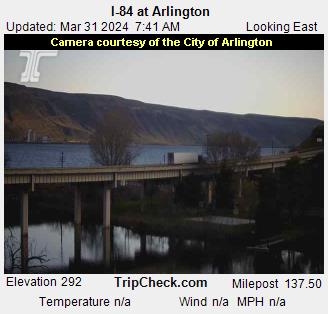 I-84 at Arlington
Updated: Mar 31 2024 7:41 AM Looking East
Camera courtesy of the City of Arlington
Elevation 292 TripCheck.com Milepost 137.50
Temperature n/a Wind n/a MPH n/a